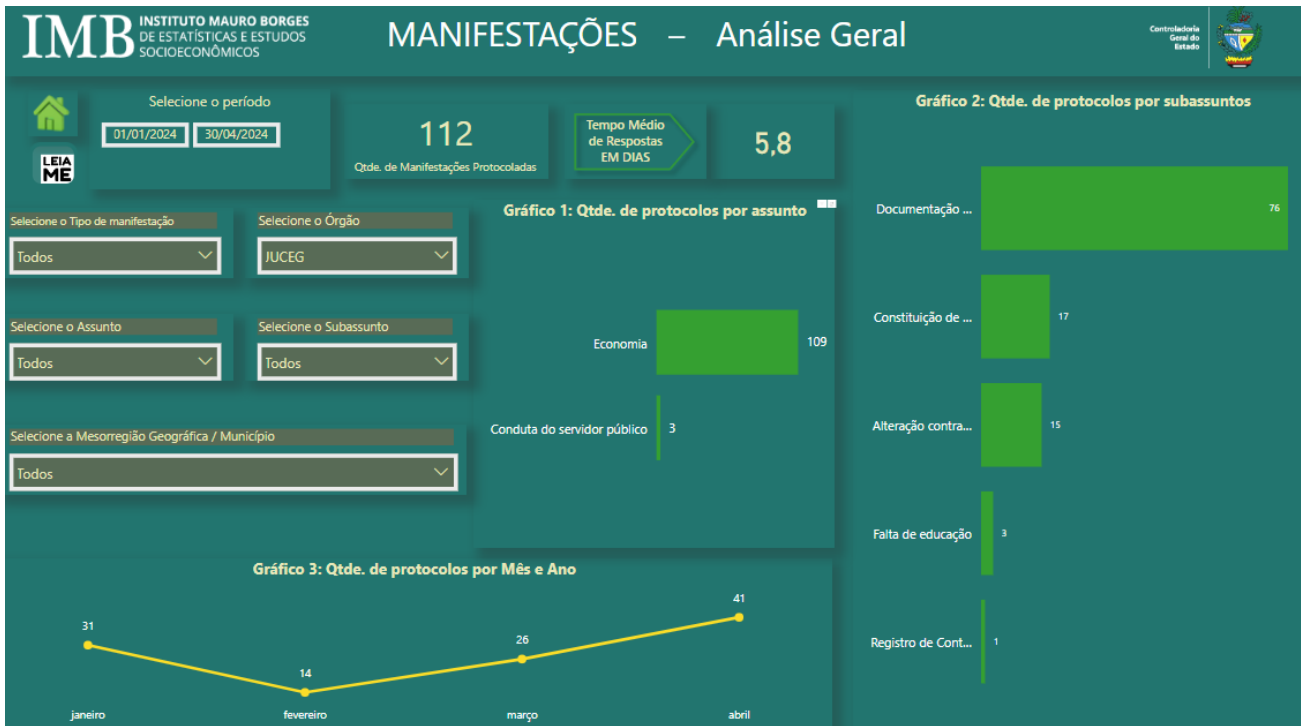 IMB
INSTITUTO MAURO BORGES
DE ESTATÍSTICAS E ESTUDOS
SOCIOECONÔMICOS
MANIFESTAÇÕES – Análise Geral
Controladoria
Geral do
Estado
Selecione o período
01/01/2024 30/04/2024
LEIA
ME
112
Qtde. de Manifestações Protocoladas
Tempo Médio
de Respostas
EM DIAS
5,8
Selecione o Tipo de manifestação
Todos
Selecione o Órgão
JUCEG
Selecione o Assunto
Todos
Selecione o Subassunto
Todos
Selecione a Mesorregião Geográfica / Município
Todos
Gráfico 1: Qtde. de protocolos por assunto
Economia 109
Conduta do servidor público 3
Gráfico 2: Qtde. de protocolos por subassuntos
Documentação ... 76
Constituição de ... 17
Alteração contra... 15
Falta de educação 3
Registro de Cont... 1
Gráfico 3: Qtde. de protocolos por Mês e Ano
31
14
26
41
janeiro fevereiro março abril